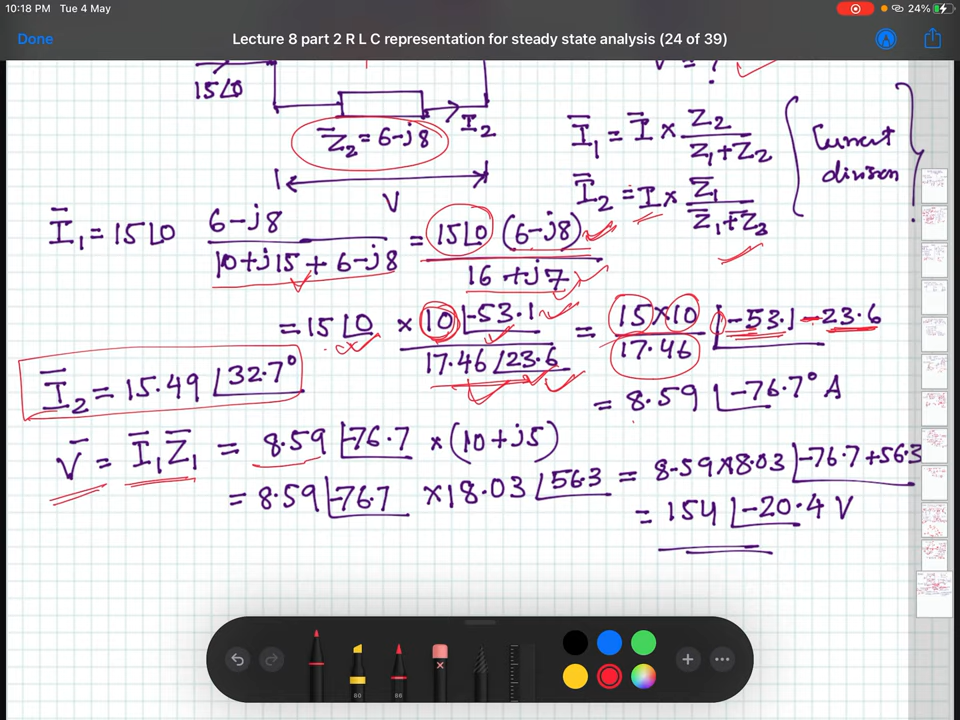 10:18 PM Tue 4 May 24%
Done Lecture 8 part 2 R L C representation for steady state analysis (24 of 39)
V = ?
15∠0
I₂
Z̄₂ = 6-j8
V
Ī₁ = Ī × Z₂/(Z₁+Z₂)
Ī₂ = I × Z̄₁/(Z̄₁+Z̄₃)
Current
division
Ī₁ = 15∠0 (6-j8)/(10+j15+6-j8) = 15∠0 (6-j8)/(16+j7)
= 15∠0 × 10∠-53.1/17.46∠23.6 = (15×10)/17.46 ∠-53.1-23.6
= 8.59 ∠-76.7° A
Ī₂ = 15.49 ∠32.7°
V̄ = Ī₁Z̄₁ = 8.59 ∠-76.7 × (10+j5)
= 8.59 ∠-76.7 × 18.03 ∠56.3 = 8.59×18.03 ∠-76.7+56.3
= 154 ∠-20.4 V
80